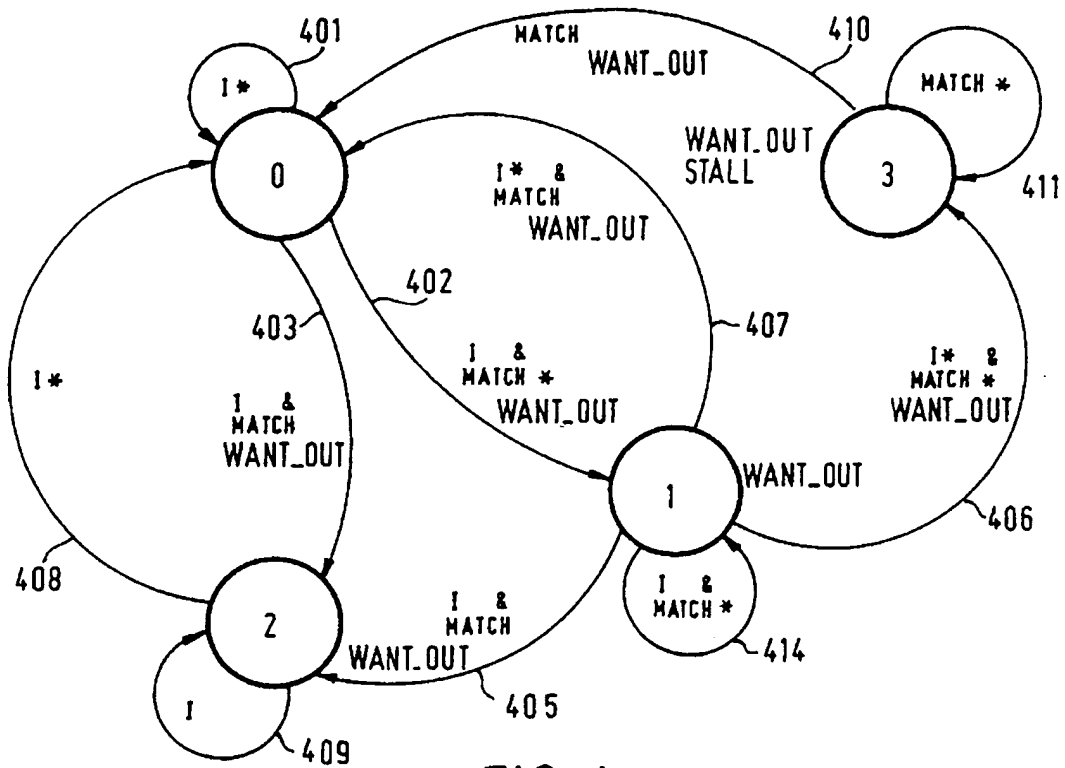 401
I *
MATCH
WANT_OUT
410
MATCH *
0
WANT_OUT
STALL
3
411
I* &
MATCH
WANT_OUT
402
403
407
I &
MATCH *
WANT_OUT
I* &
MATCH *
WANT_OUT
I*
I &
MATCH
WANT_OUT
1
WANT_OUT
406
408
2
I &
MATCH
WANT_OUT
I &
MATCH *
414
405
I
409